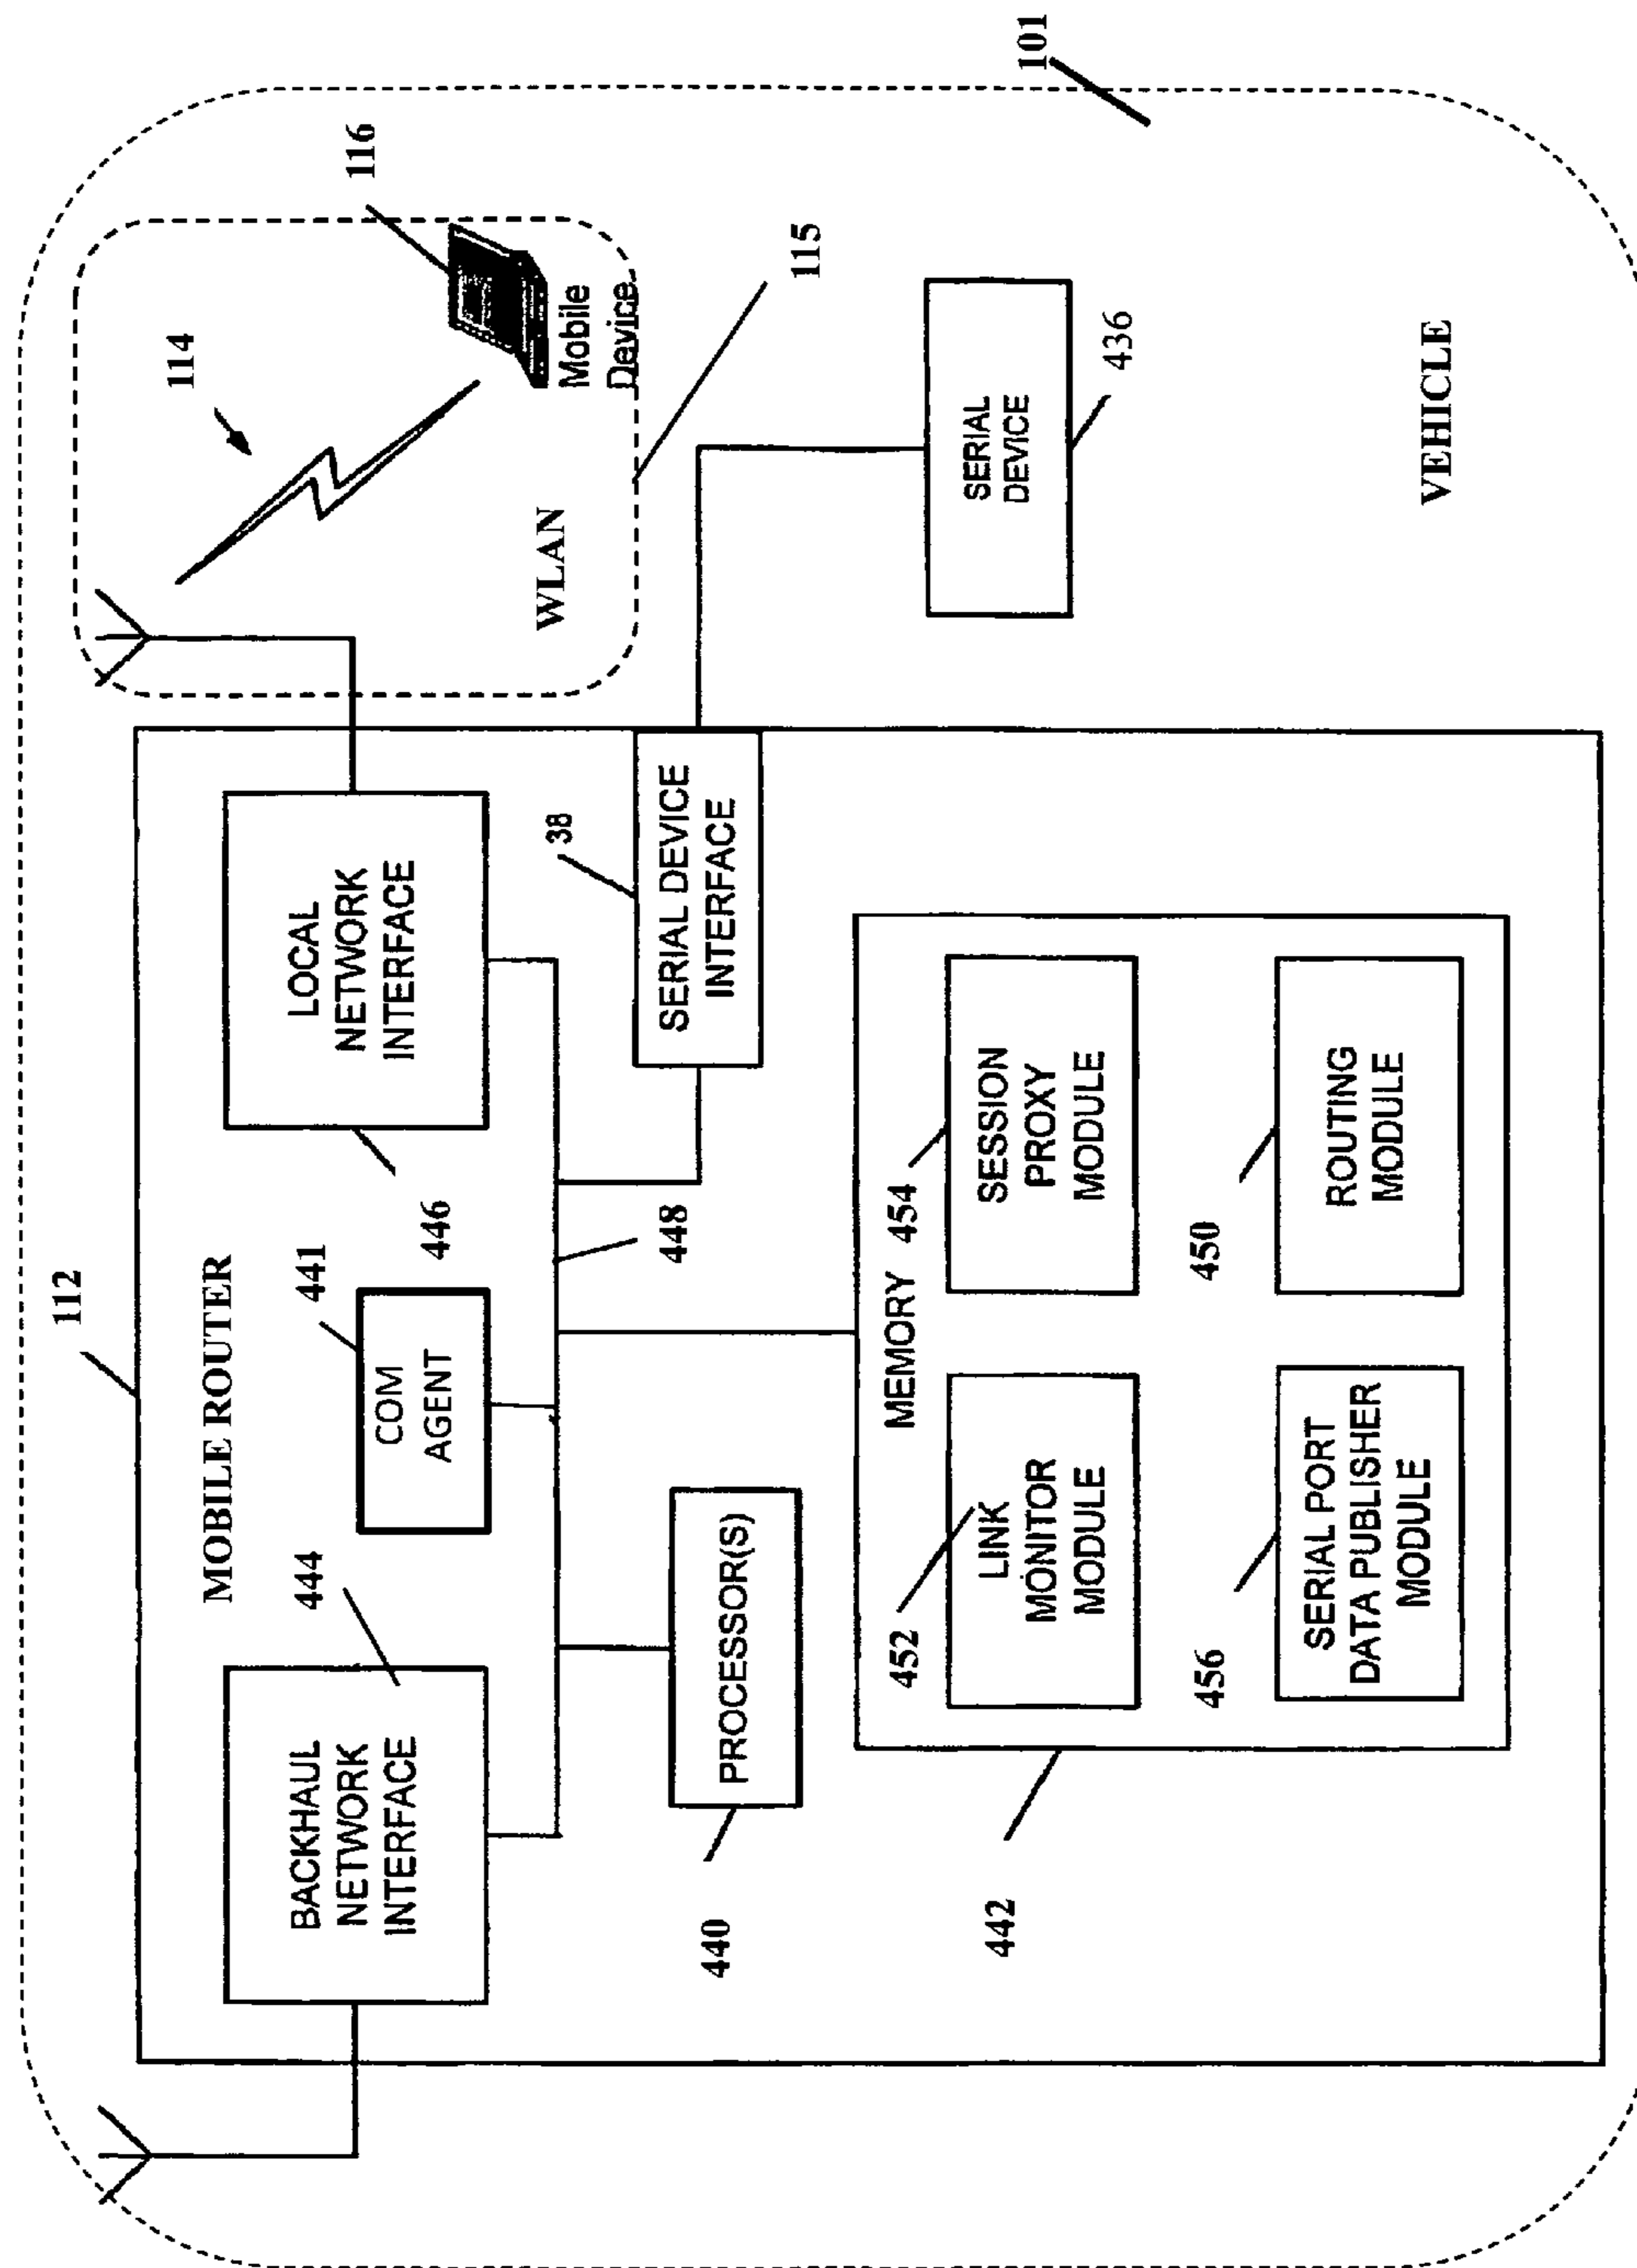 112
101
MOBILE ROUTER
114
116
444
441
446
BACKHAUL
NETWORK
INTERFACE
COM
AGENT
LOCAL
NETWORK
INTERFACE
Mobile
Device
WLAN
115
38
448
SERIAL DEVICE
INTERFACE
PROCESSOR(S)
440
MEMORY
452
454
LINK
MONITOR
MODULE
SESSION
PROXY
MODULE
SERIAL
DEVICE
436
442
456
450
SERIAL PORT
DATA PUBLISHER
MODULE
ROUTING
MODULE
VEHICLE